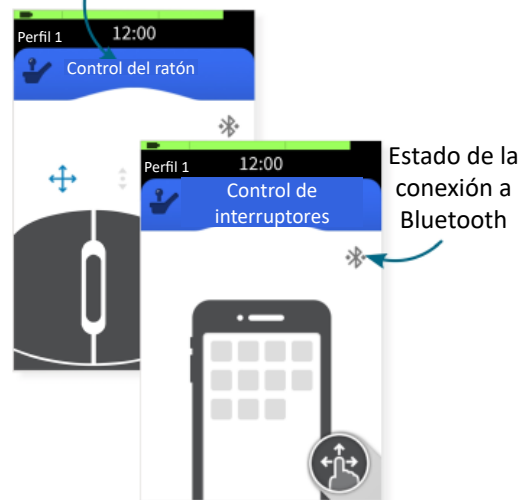 Perfil 1 12:00
Control del ratón
Perfil 1 12:00
Control de
interruptores
Estado de la
conexión a
Bluetooth